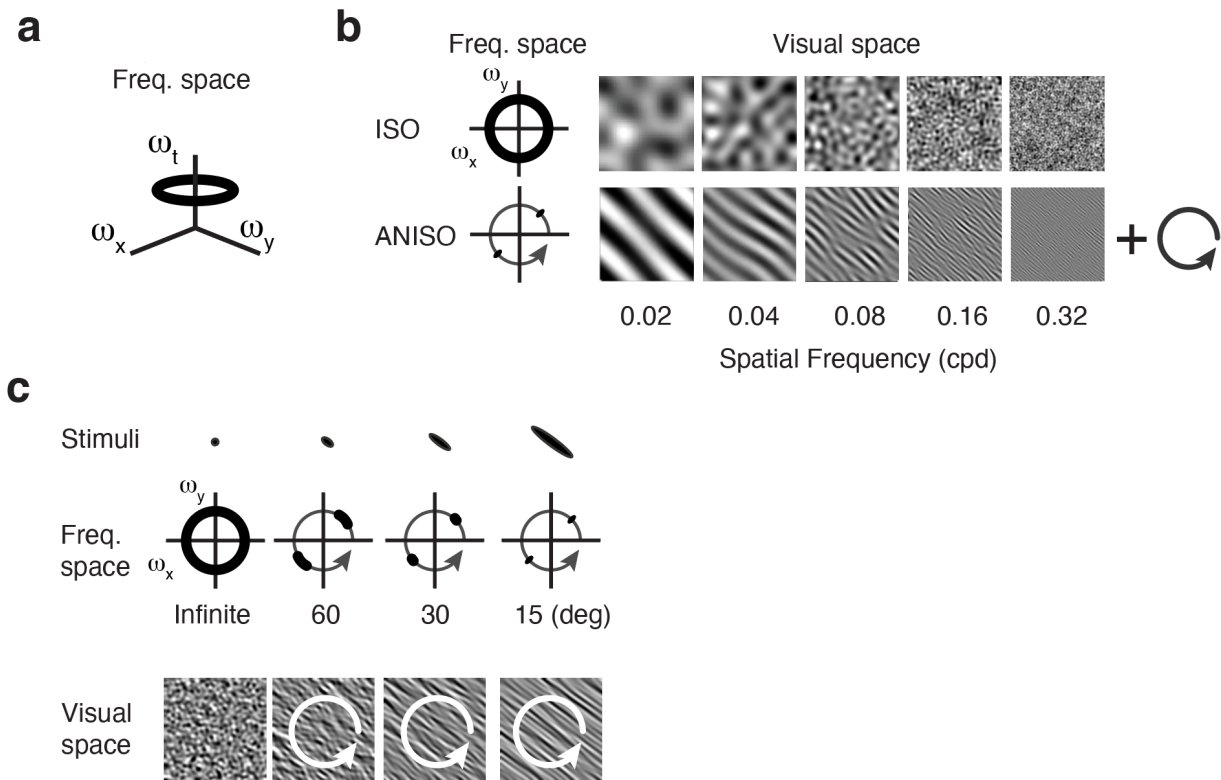 a
Freq. space
ωt
ωx
ωy
b
Freq. space
Visual space
ωy
ISO
ωx
ANISO
+
0.02 0.04 0.08 0.16 0.32
Spatial Frequency (cpd)
c
Stimuli
ωy
Freq.
space
ωx
Infinite 60 30 15 (deg)
Visual
space